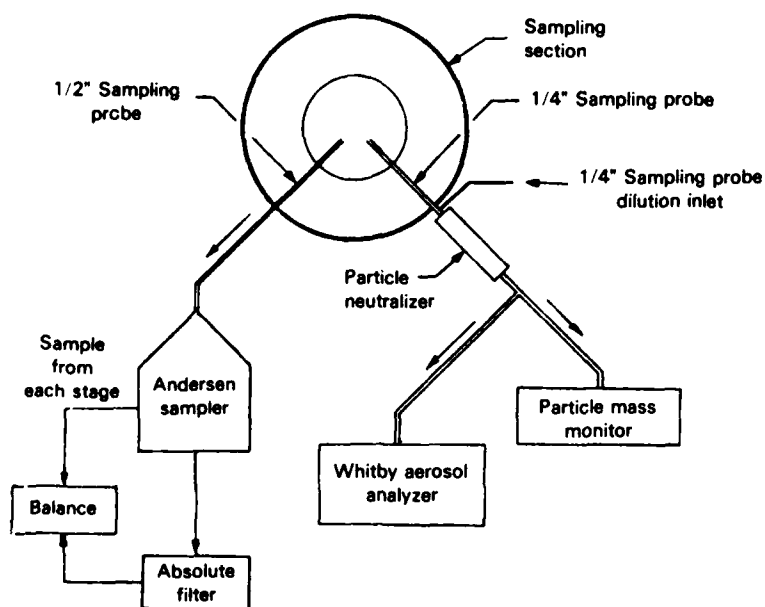 Sampling
section
1/2" Sampling
probe
1/4" Sampling probe
1/4" Sampling probe
dilution inlet
Particle
neutralizer
Sample
from
each stage
Andersen
sampler
Particle mass
monitor
Whitby aerosol
analyzer
Balance
Absolute
filter